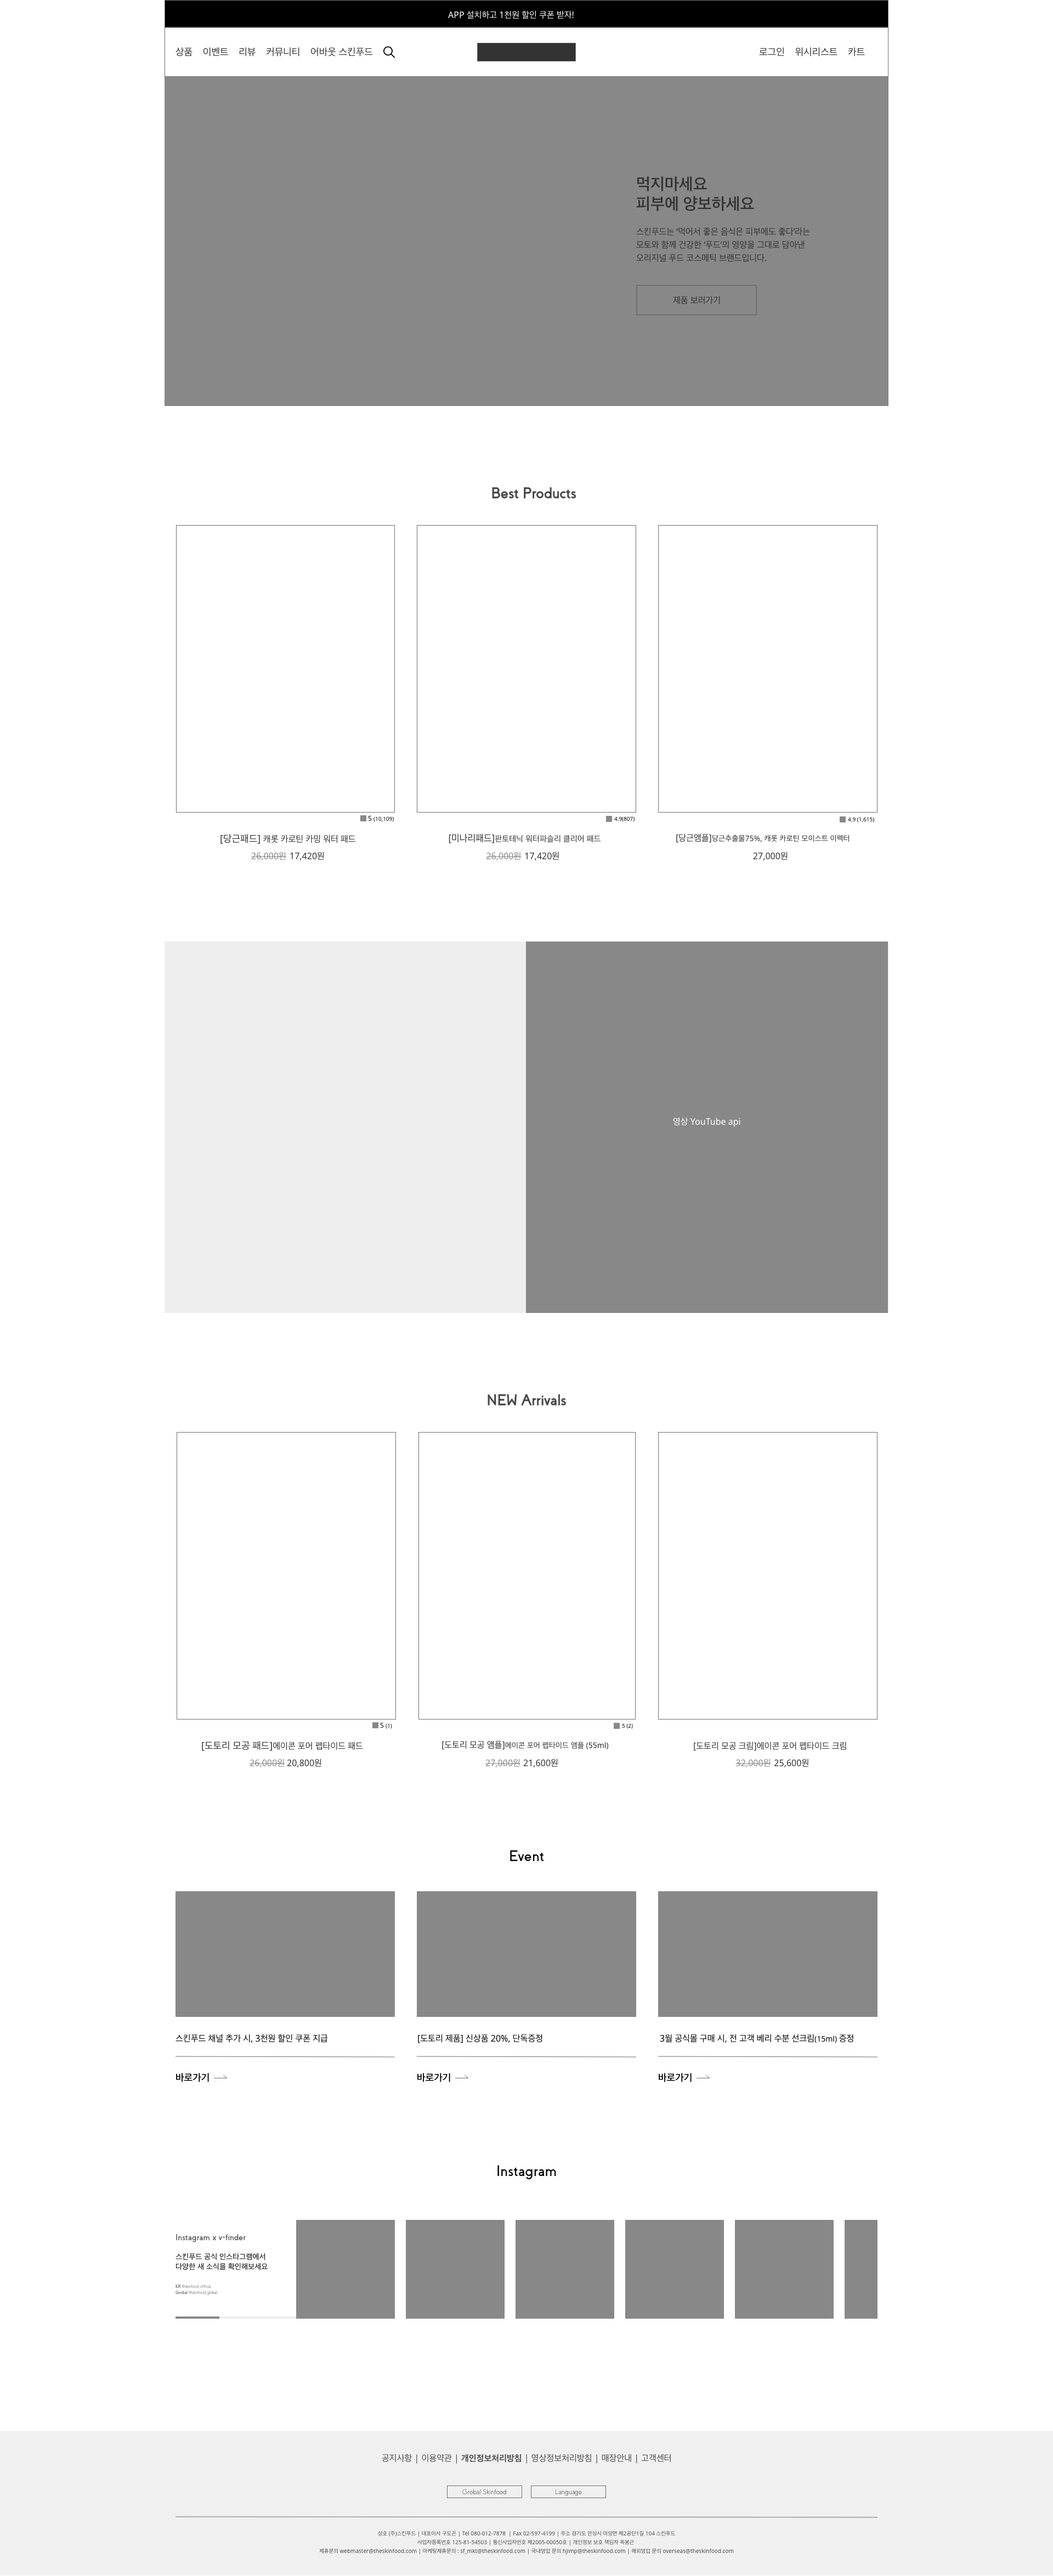 APP 설치하고 1천원 할인 쿠폰 받자!
상품 이벤트 리뷰 커뮤니티 어바웃 스킨푸드 로그인 위시리스트 카트
먹지마세요
피부에 양보하세요
스킨푸드는 '먹어서 좋은 음식은 피부에도 좋다'라는
모토와 함께 건강한 '푸드'의 영양을 그대로 담아낸
오리지널 푸드 코스메틱 브랜드입니다.
제품 보러가기
Best Products
5 (10,109)
[당근패드] 캐롯 카로틴 카밍 워터 패드
26,000원 17,420원
4.9(807)
[미나리패드]판토테닉 워터파슬리 클리어 패드
26,000원 17,420원
4.9 (1,615)
[당근앰플]당근추출물75%, 캐롯 카로틴 모이스트 이펙터
27,000원
영상 YouTube api
NEW Arrivals
5 (1)
[도토리 모공 패드]에이콘 포어 펩타이드 패드
26,000원 20,800원
5 (2)
[도토리 모공 앰플]에이콘 포어 펩타이드 앰플 (55ml)
27,000원 21,600원
[도토리 모공 크림]에이콘 포어 펩타이드 크림
32,000원 25,600원
Event
스킨푸드 채널 추가 시, 3천원 할인 쿠폰 지급
바로가기
[도토리 제품] 신상품 20%, 단독증정
바로가기
3월 공식몰 구매 시, 전 고객 베리 수분 선크림(15ml) 증정
바로가기
Instagram
Instagram x v-finder
스킨푸드 공식 인스타그램에서
다양한 새 소식을 확인해보세요
KR @skinfood_official
Global @skinfood_global
공지사항 | 이용약관 | 개인정보처리방침 | 영상정보처리방침 | 매장안내 | 고객센터
Grobal Skinfood Language
상호 (주)스킨푸드 | 대표이사 구도곤 | Tel 080-012-7878 | Fax 02-597-4199 | 주소 경기도 안성시 미양면 제2공단1길 104 스킨푸드
사업자등록번호 125-81-54503 | 통신사업자번호 제2005-00050호 | 개인정보 보호 책임자 옥봉근
제휴문의 webmaster@theskinfood.com | 마케팅제휴문의 : sf_mkt@theskinfood.com | 국내영업 문의 hjlmp@theskinfood.com | 해외영업 문의 overseas@theskinfood.com